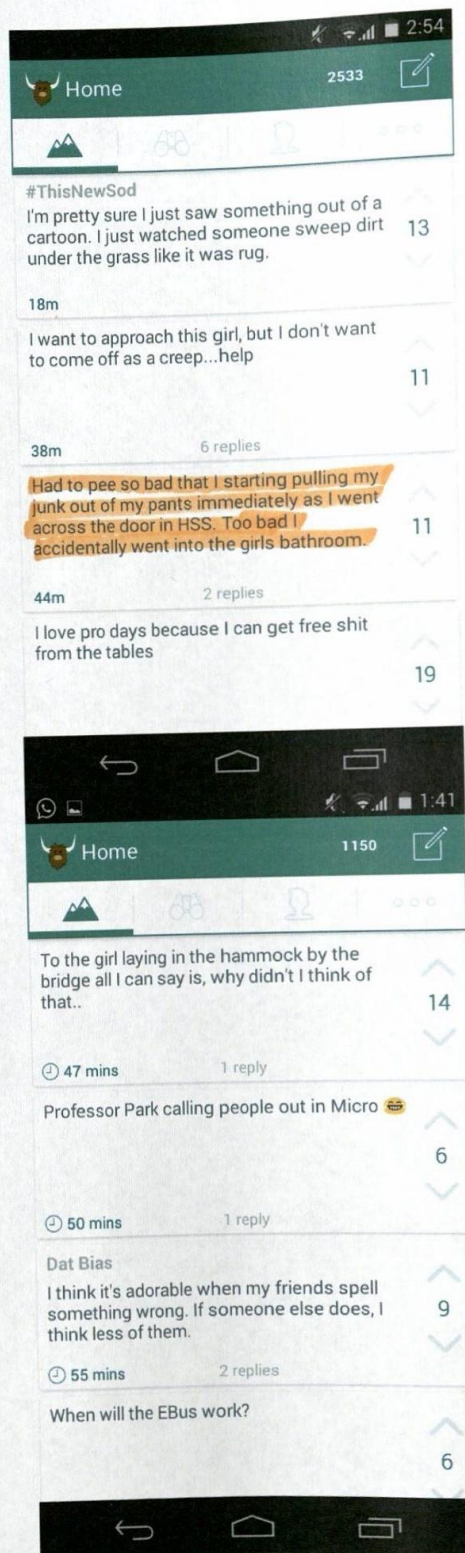 2:54
Home 2533
#ThisNewSod
I'm pretty sure I just saw something out of a
cartoon. I just watched someone sweep dirt
under the grass like it was rug.
13
18m
I want to approach this girl, but I don't want
to come off as a creep...help
11
38m 6 replies
Had to pee so bad that I starting pulling my
junk out of my pants immediately as I went
across the door in HSS. Too bad I
accidentally went into the girls bathroom.
11
44m 2 replies
I love pro days because I can get free shit
from the tables
19
1:41
Home 1150
To the girl laying in the hammock by the
bridge all I can say is, why didn't I think of
that..
14
47 mins 1 reply
Professor Park calling people out in Micro 😁
6
50 mins 1 reply
Dat Bias
I think it's adorable when my friends spell
something wrong. If someone else does, I
think less of them.
9
55 mins 2 replies
When will the EBus work?
6